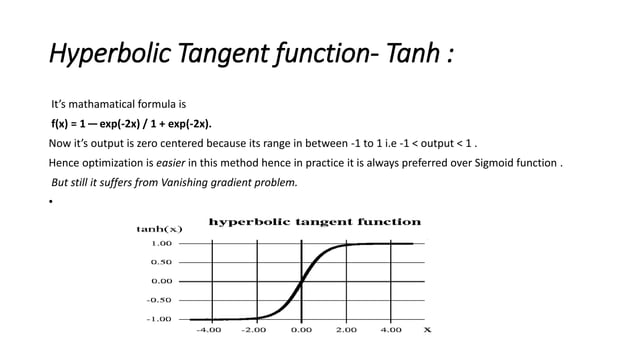 Hyperbolic Tangent function- Tanh :
It's mathamatical formula is
f(x) = 1 — exp(-2x) / 1 + exp(-2x).
Now it's output is zero centered because its range in between -1 to 1 i.e -1 < output < 1 .
Hence optimization is easier in this method hence in practice it is always preferred over Sigmoid function .
But still it suffers from Vanishing gradient problem.
•
hyperbolic tangent function
tanh(x)
1.00
0.50
0.00
-0.50
-1.00
-4.00 -2.00 0.00 2.00 4.00 x